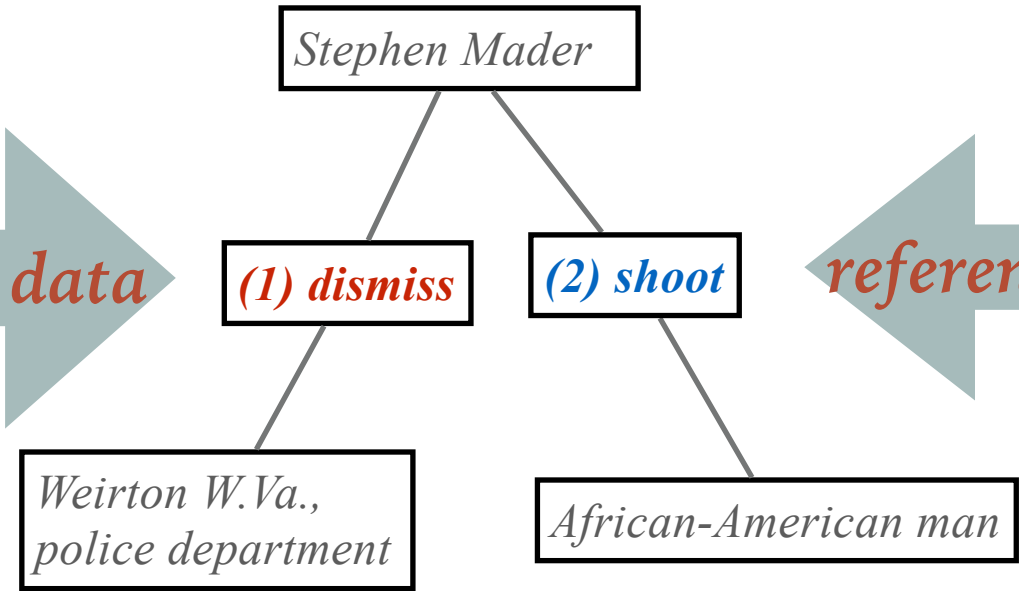 Stephen Mader
data
(1) dismiss
(2) shoot
Weirton W.Va.,
police department
African-American man